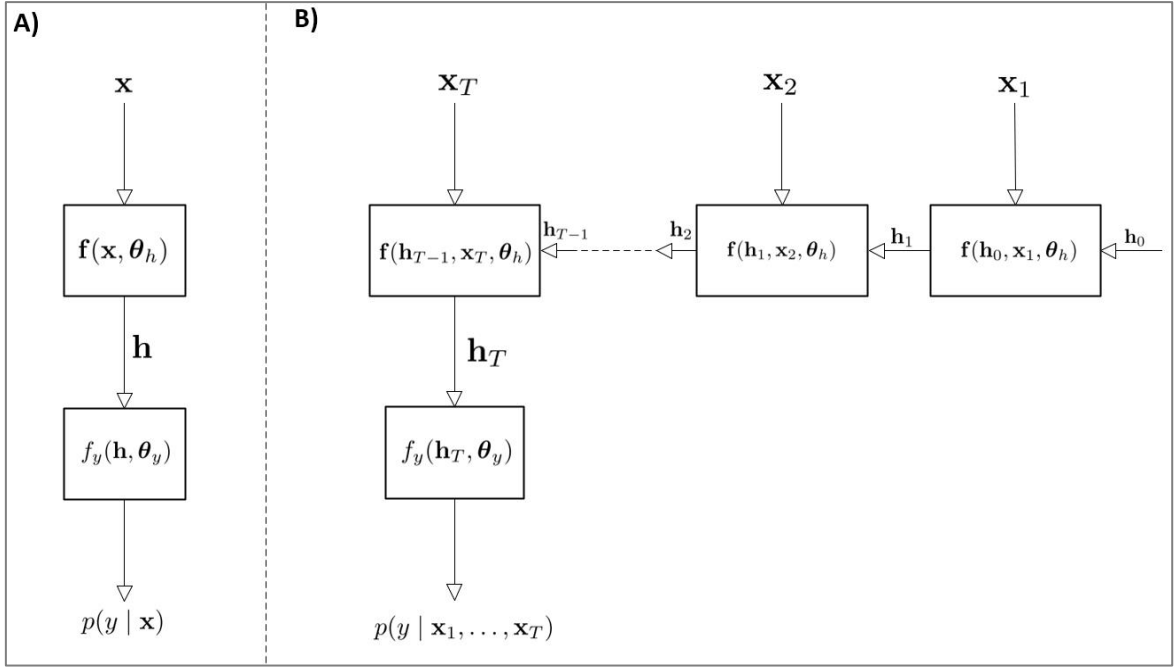 A)
x
f(x, θ_h)
h
f_y(h, θ_y)
p(y | x)
B)
x_T x_2 x_1
f(h_{T−1}, x_T, θ_h) h_{T−1} h_2 f(h_1, x_2, θ_h) h_1 f(h_0, x_1, θ_h) h_0
h_T
f_y(h_T, θ_y)
p(y | x_1, . . . , x_T)